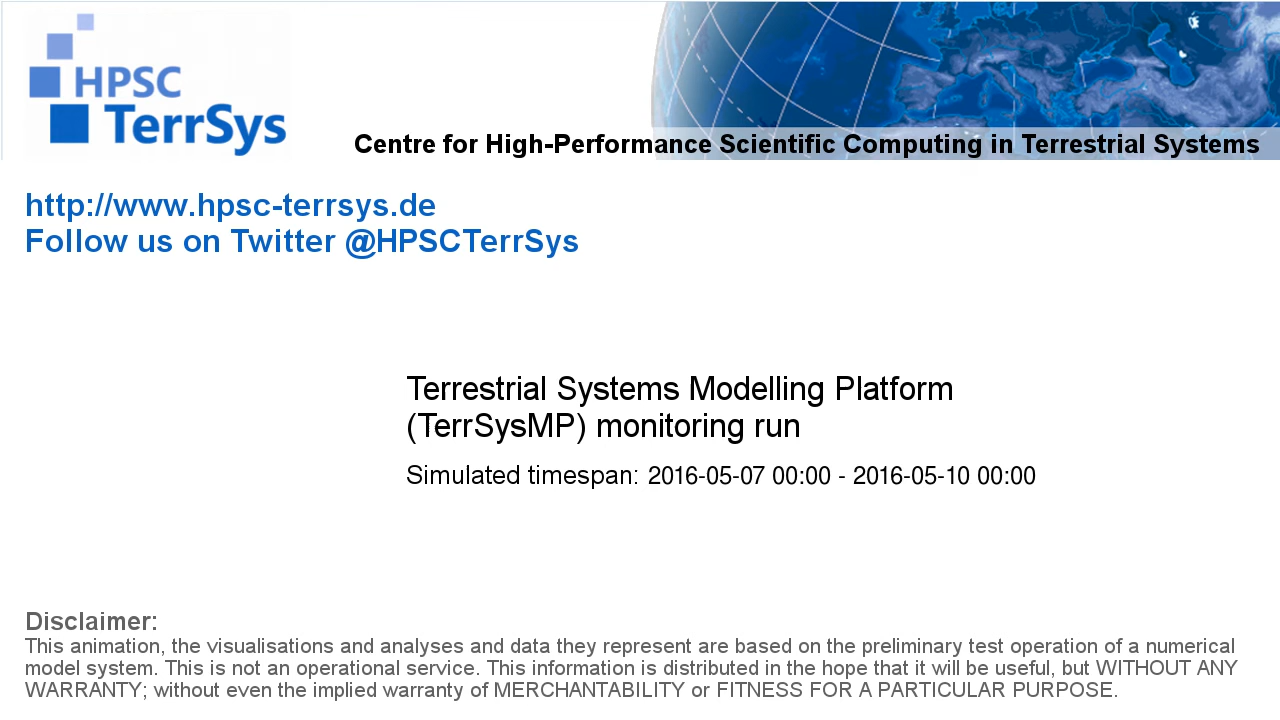 HPSC
TerrSys
Centre for High-Performance Scientific Computing in Terrestrial Systems
http://www.hpsc-terrsys.de
Follow us on Twitter @HPSCTerrSys
Terrestrial Systems Modelling Platform
(TerrSysMP) monitoring run
Simulated timespan: 2016-05-07 00:00 - 2016-05-10 00:00
Disclaimer:
This animation, the visualisations and analyses and data they represent are based on the preliminary test operation of a numerical
model system. This is not an operational service. This information is distributed in the hope that it will be useful, but WITHOUT ANY
WARRANTY; without even the implied warranty of MERCHANTABILITY or FITNESS FOR A PARTICULAR PURPOSE.